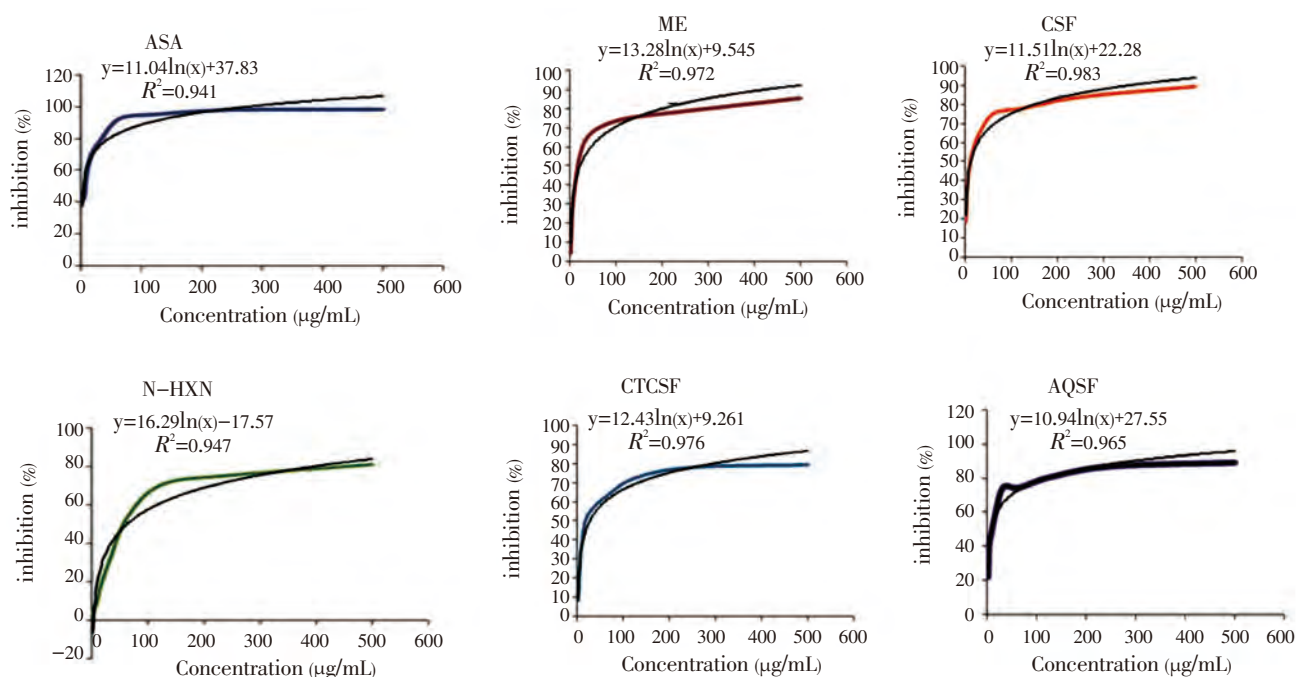 ASA
y=11.04ln(x)+37.83
R²=0.941
120
100
80
60
40
20
0
0 100 200 300 400 500 600
inhibition (%)
Concentration (μg/mL)
ME
y=13.28ln(x)+9.545
R²=0.972
100
90
80
70
60
50
40
30
20
10
0
0 100 200 300 400 500 600
inhibition (%)
Concentration (μg/mL)
CSF
y=11.51ln(x)+22.28
R²=0.983
100
90
80
70
60
50
40
30
20
10
0
0 100 200 300 400 500 600
inhibition (%)
Concentration (μg/mL)
N-HXN
y=16.29ln(x)−17.57
R²=0.947
100
80
60
40
20
0
−20
0 100 200 300 400 500 600
inhibition (%)
Concentration (μg/mL)
CTCSF
y=12.43ln(x)+9.261
R²=0.976
100
90
80
70
60
50
40
30
20
10
0
0 100 200 300 400 500 600
inhibition (%)
Concentration (μg/mL)
AQSF
y=10.94ln(x)+27.55
R²=0.965
120
100
80
60
40
20
0
0 100 200 300 400 500 600
inhibition (%)
Concentration (μg/mL)